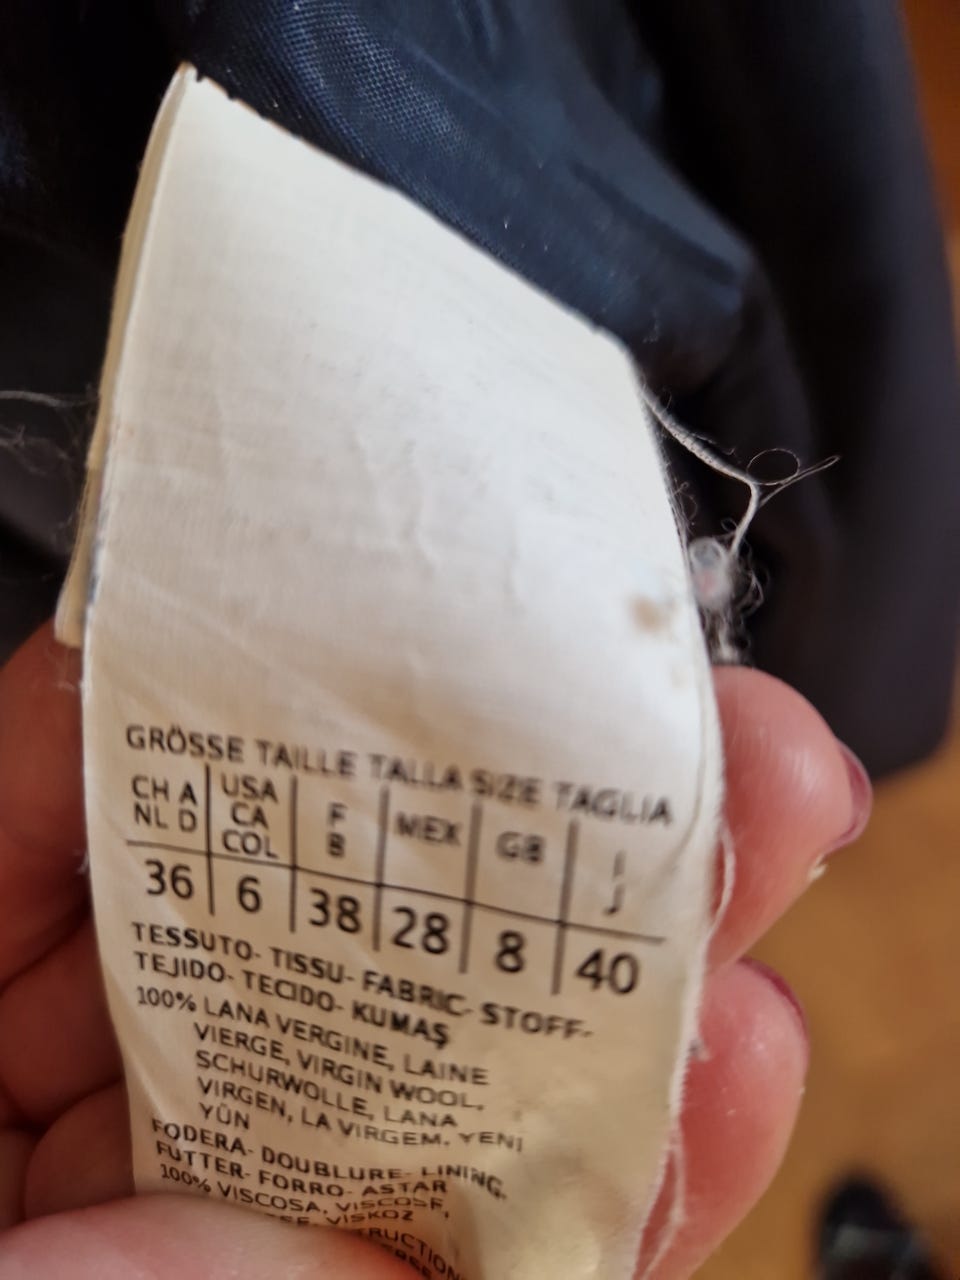 GRÖSSE TAILLE TALLA SIZE TAGLIA
CH A USA F MEX GB I
NL D CA B J
COL
36 6 38 28 8 40
TESSUTO- TISSU- FABRIC- STOFF-
TEJIDO- TECIDO- KUMAŞ
100% LANA VERGINE, LAINE
VIERGE, VIRGIN WOOL,
SCHURWOLLE, LANA
VIRGEN, LA VIRGEM, YENI
YÜN
FODERA- DOUBLURE- LINING,
FUTTER- FORRO- ASTAR
100% VISCOSA, VISCOSE,
VISKOZ